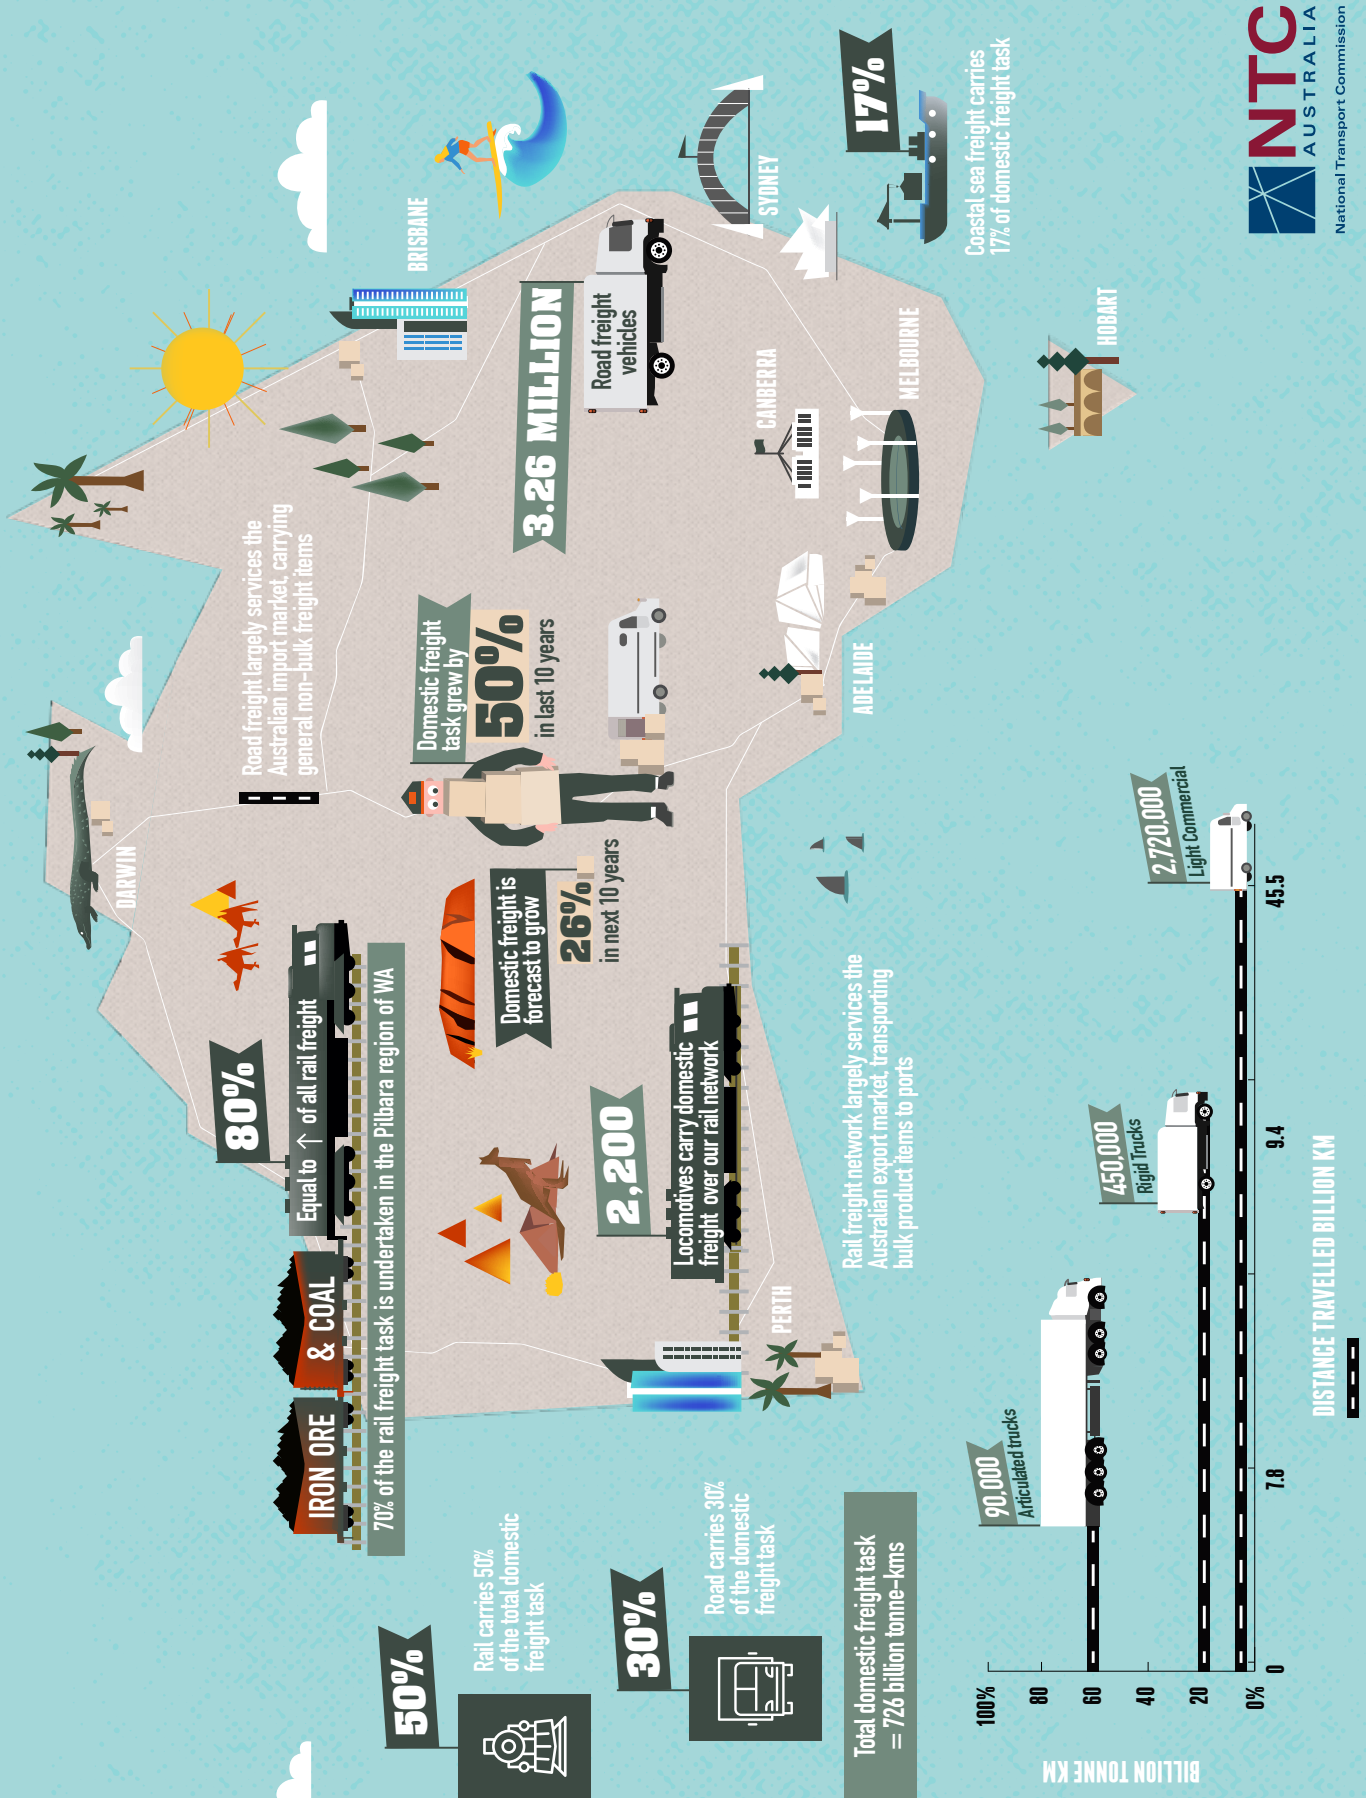 50%
Rail carries 50%
of the total domestic
freight task
30%
Road carries 30%
of the domestic
freight task
Total domestic freight task
= 726 billion tonne-kms
IRON ORE
& COAL
80%
Equal to ↑ of all rail freight
70% of the rail freight task is undertaken in the Pilbara region of WA
DARWIN
Road freight largely services the
Australian import market, carrying
general non-bulk freight items
BRISBANE
Domestic freight
task grew by
50%
in last 10 years
Domestic freight is
forecast to grow
26%
in next 10 years
3.26 MILLION
Road freight
vehicles
2,200
Locomotives carry domestic
freight over our rail network
PERTH
ADELAIDE
CANBERRA
MELBOURNE
SYDNEY
HOBART
17%
Coastal sea freight carries
17% of domestic freight task
Rail freight network largely services the
Australian export market, transporting
bulk product items to ports
BILLION TONNE KM
100%
80
60
40
20
0%
90,000
Articulated trucks
450,000
Rigid Trucks
2,720,000
Light Commercial
0
7.8
9.4
45.5
DISTANCE TRAVELLED BILLION KM
NTC
AUSTRALIA
National Transport Commission